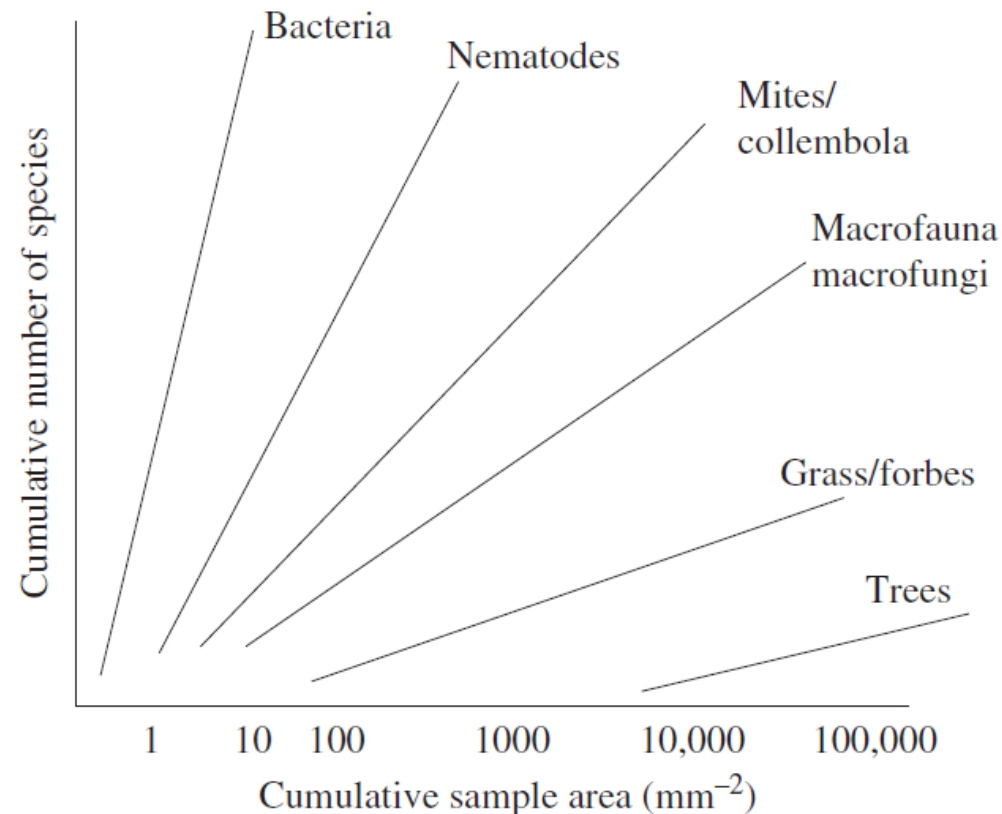 Bacteria
Nematodes
Mites/
collembola
Macrofauna
macrofungi
Grass/forbes
Trees
Cumulative number of species
1 10 100 1000 10,000 100,000
Cumulative sample area (mm⁻²)